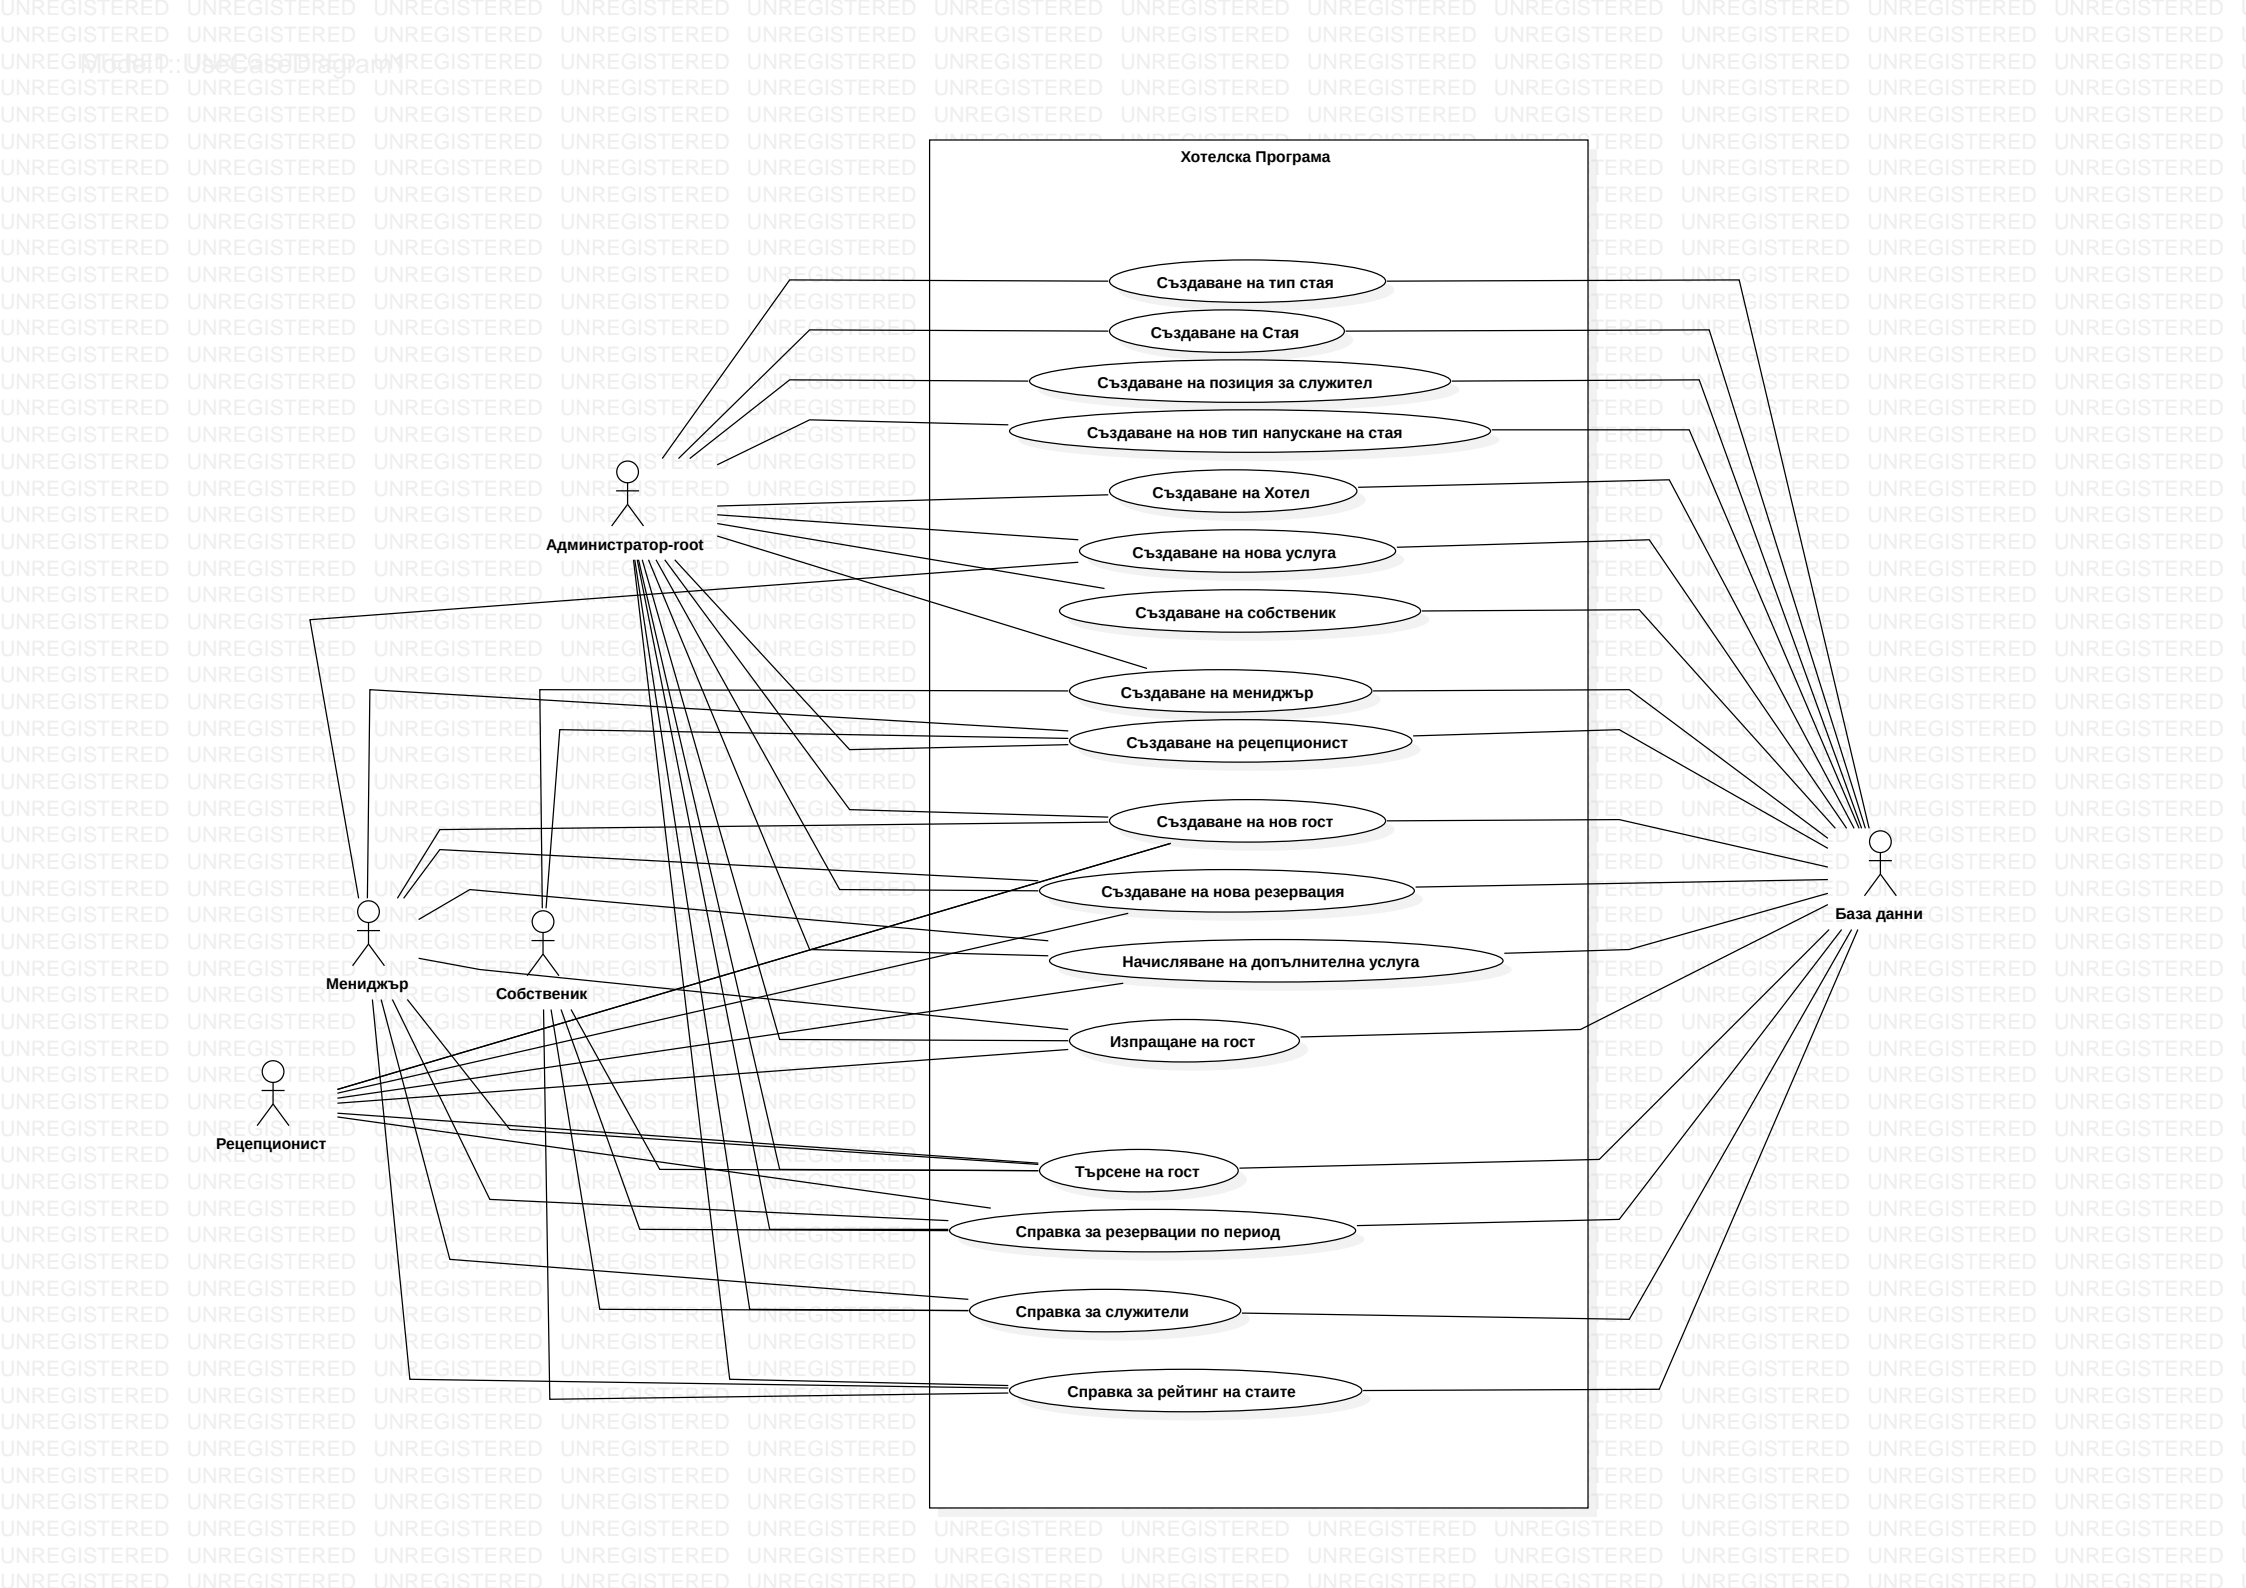 Model1::UseCaseDiagram1
Хотелска Програма
Създаване на тип стая
Създаване на Стая
Създаване на позиция за служител
Създаване на нов тип напускане на стая
Създаване на Хотел
Администратор-root
Създаване на нова услуга
Създаване на собственик
Създаване на мениджър
Създаване на рецепционист
Създаване на нов гост
Създаване на нова резервация
База данни
Начисляване на допълнителна услуга
Мениджър
Собственик
Изпращане на гост
Рецепционист
Търсене на гост
Справка за резервации по период
Справка за служители
Справка за рейтинг на стаите
UNREGISTERED